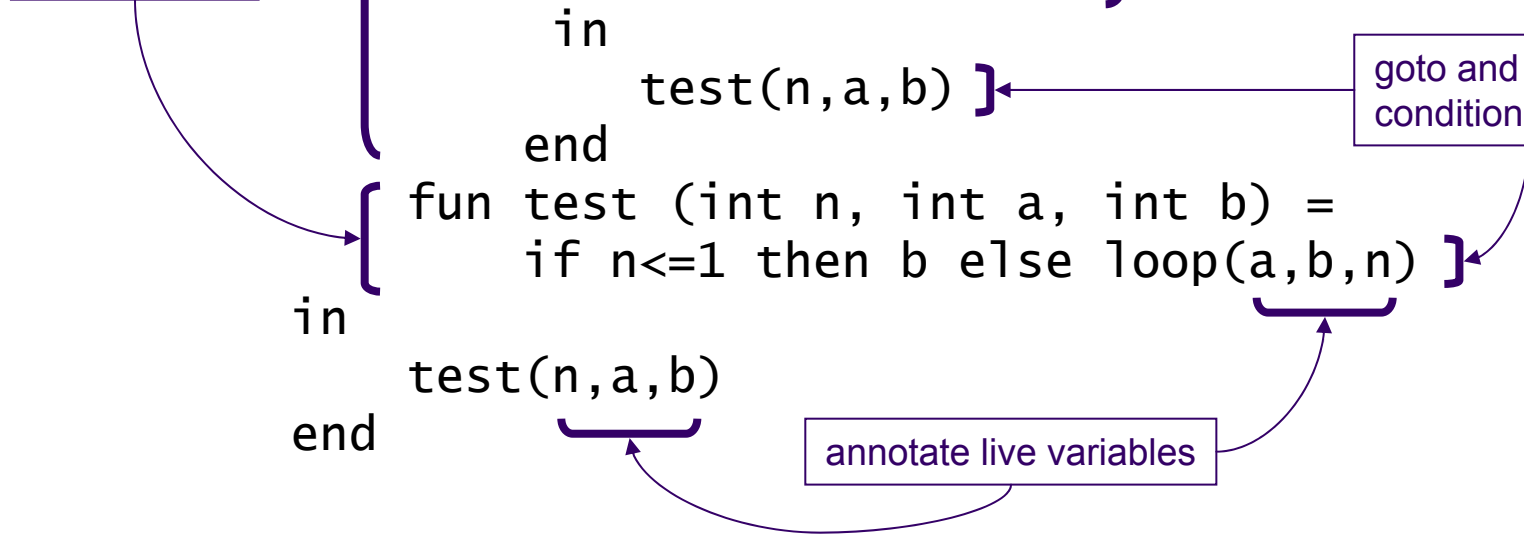 in
test(n,a,b)
goto and
condition
end
fun test (int n, int a, int b) =
if n<=1 then b else loop(a,b,n)
in
test(n,a,b)
end
annotate live variables